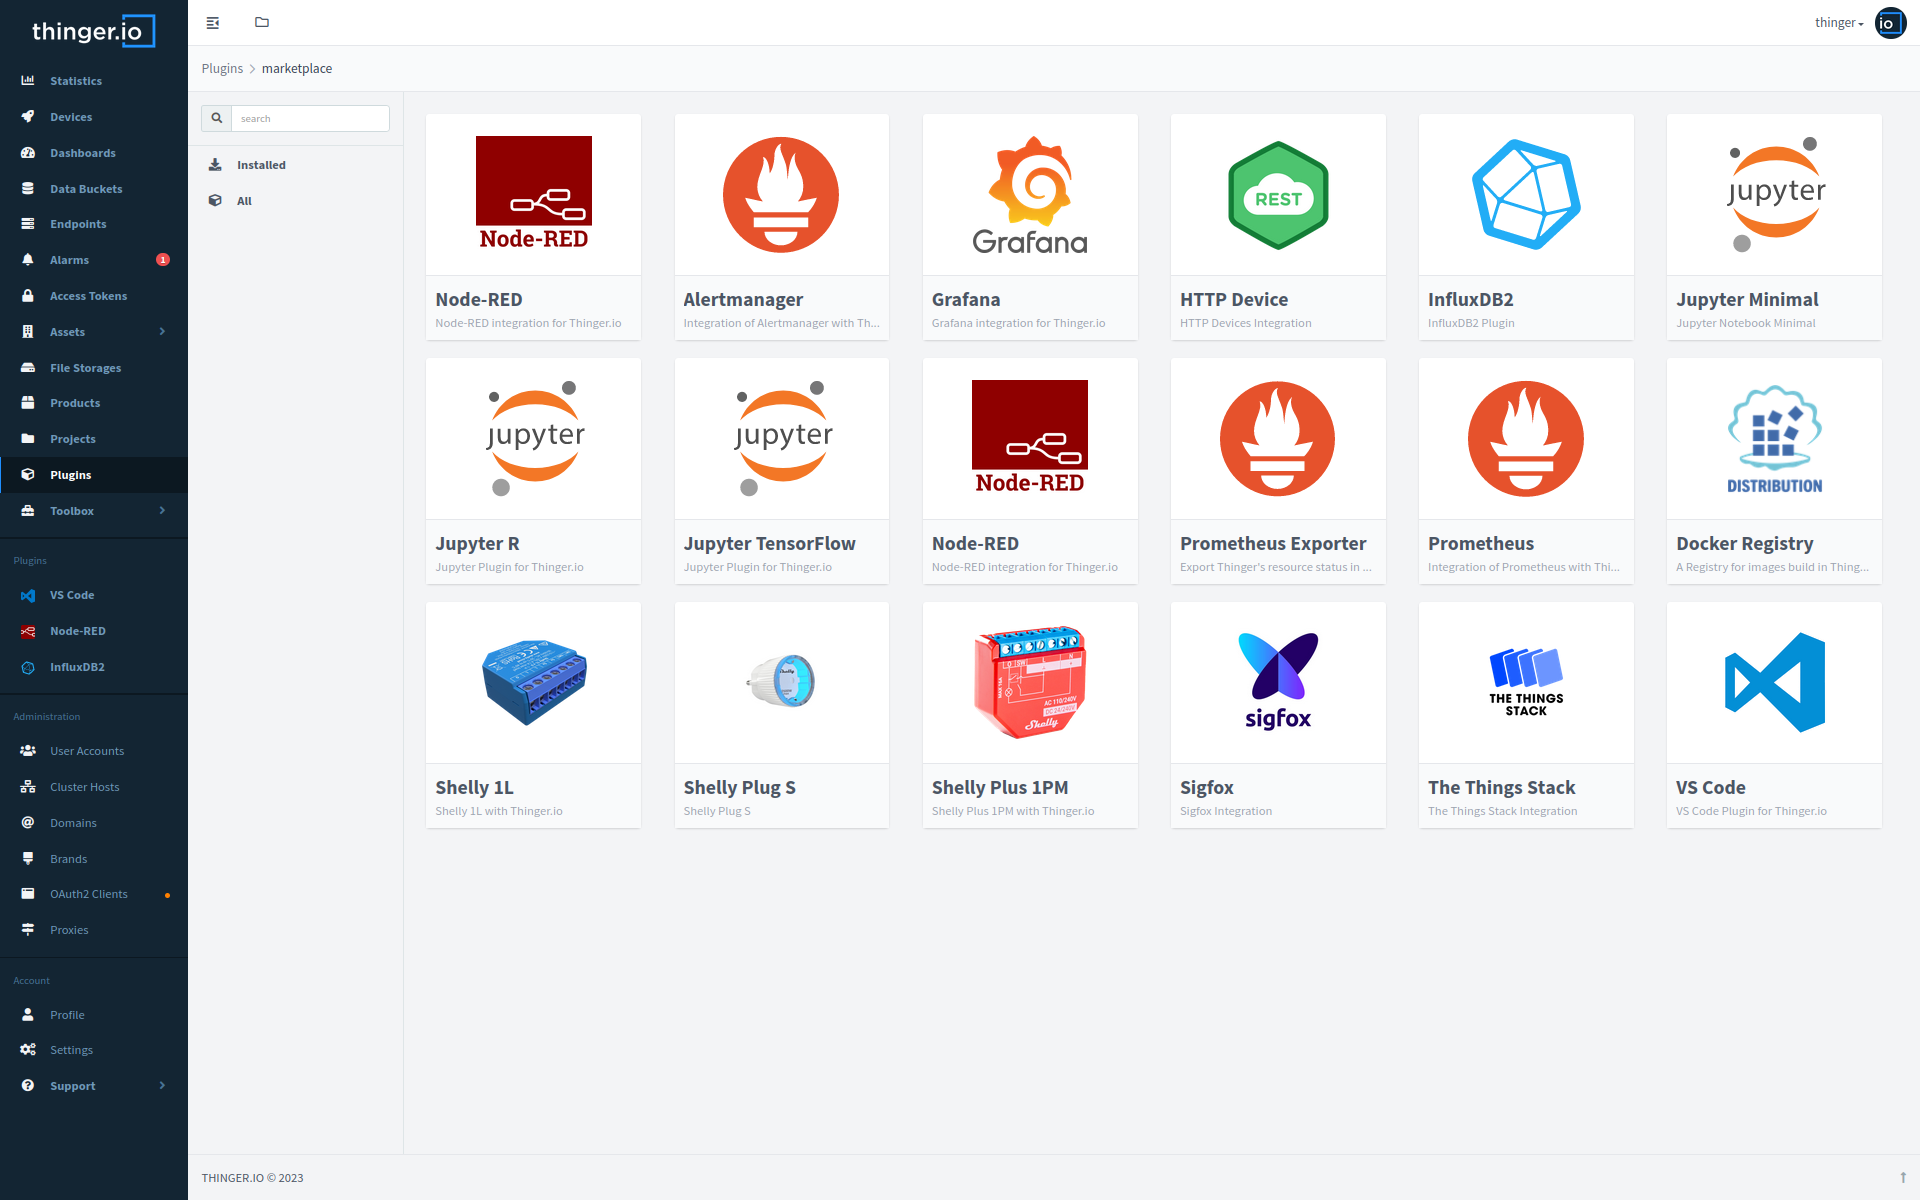 thinger.io
Statistics
Devices
Dashboards
Data Buckets
Endpoints
Alarms 1
Access Tokens
Assets
File Storages
Products
Projects
Plugins
Toolbox
Plugins
VS Code
Node-RED
InfluxDB2
Administration
User Accounts
Cluster Hosts
Domains
Brands
OAuth2 Clients
Proxies
Account
Profile
Settings
Support
thinger
io
Plugins marketplace
search
Installed
All
Node-RED
Node-RED
Node-RED integration for Thinger.io
Alertmanager
Integration of Alertmanager with Th...
Grafana
Grafana
Grafana integration for Thinger.io
REST
HTTP Device
HTTP Devices Integration
InfluxDB2
InfluxDB2 Plugin
jupyter
Jupyter Minimal
Jupyter Notebook Minimal
jupyter
Jupyter R
Jupyter Plugin for Thinger.io
jupyter
Jupyter TensorFlow
Jupyter Plugin for Thinger.io
Node-RED
Node-RED
Node-RED integration for Thinger.io
Prometheus Exporter
Export Thinger's resource status in ...
Prometheus
Integration of Prometheus with Thi...
DISTRIBUTION
Docker Registry
A Registry for images build in Thing...
Shelly 1L
Shelly 1L with Thinger.io
Shelly Plug S
Shelly Plug S
AC 110/240V
DC 24/240V
Shelly
Shelly Plus 1PM
Shelly Plus 1PM with Thinger.io
sigfox
Sigfox
Sigfox Integration
THE THINGS
STACK
The Things Stack
The Things Stack Integration
VS Code
VS Code Plugin for Thinger.io
THINGER.IO © 2023